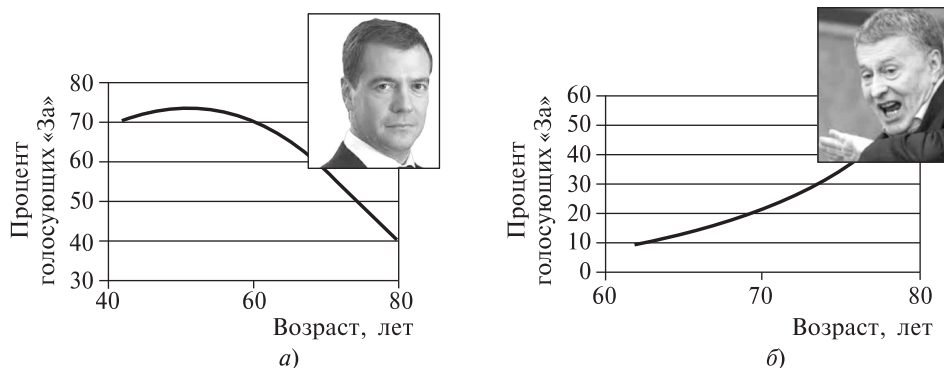 Процент
голосующих «За»
80
70
60
50
40
30
40
60
80
Возраст, лет
а)
Процент
голосующих «За»
60
50
40
30
20
10
0
60
70
80
Возраст, лет
б)